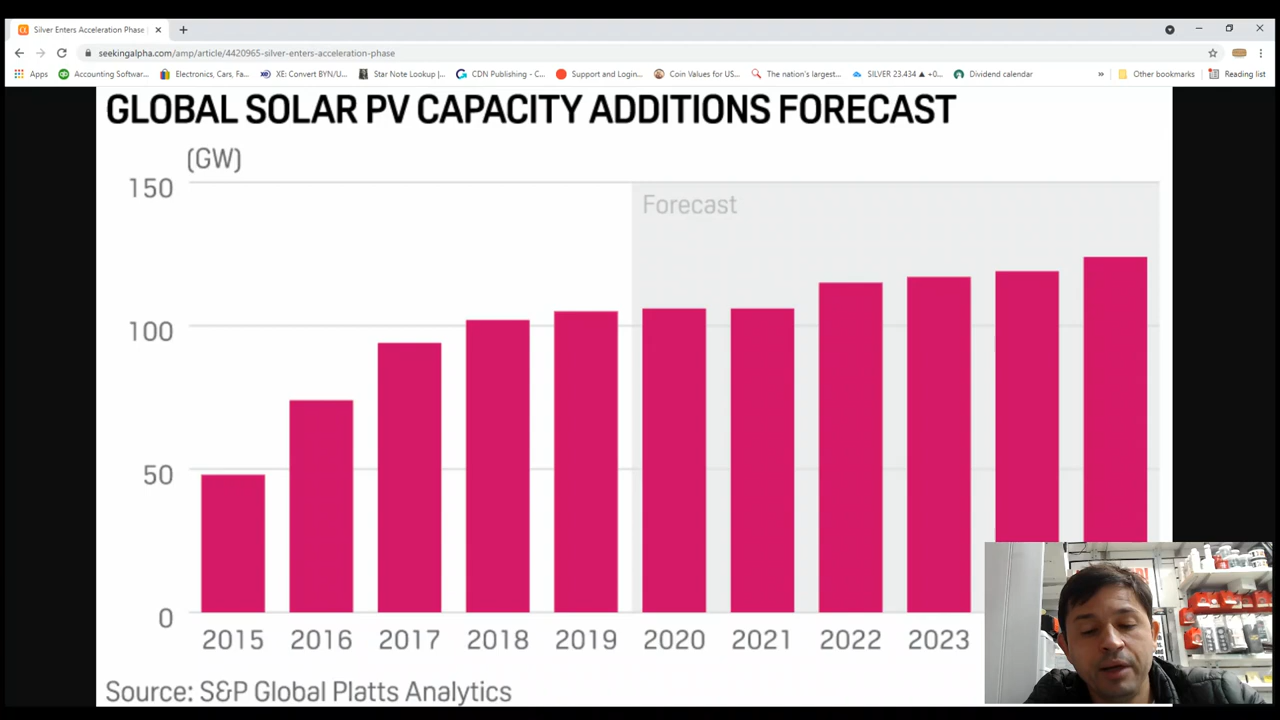 Silver Enters Acceleration Phase
seekingalpha.com/amp/article/4420965-silver-enters-acceleration-phase
Apps Accounting Softwar... Electronics, Cars, Fa... XE: Convert BYN/U... Star Note Lookup |... CDN Publishing - C... Support and Login... Coin Values for US... The nation's largest... SILVER 23.434 ▲ +0... Dividend calendar » Other bookmarks Reading list
GLOBAL SOLAR PV CAPACITY ADDITIONS FORECAST
(GW)
150
Forecast
100
50
0
2015 2016 2017 2018 2019 2020 2021 2022 2023
Source: S&P Global Platts Analytics